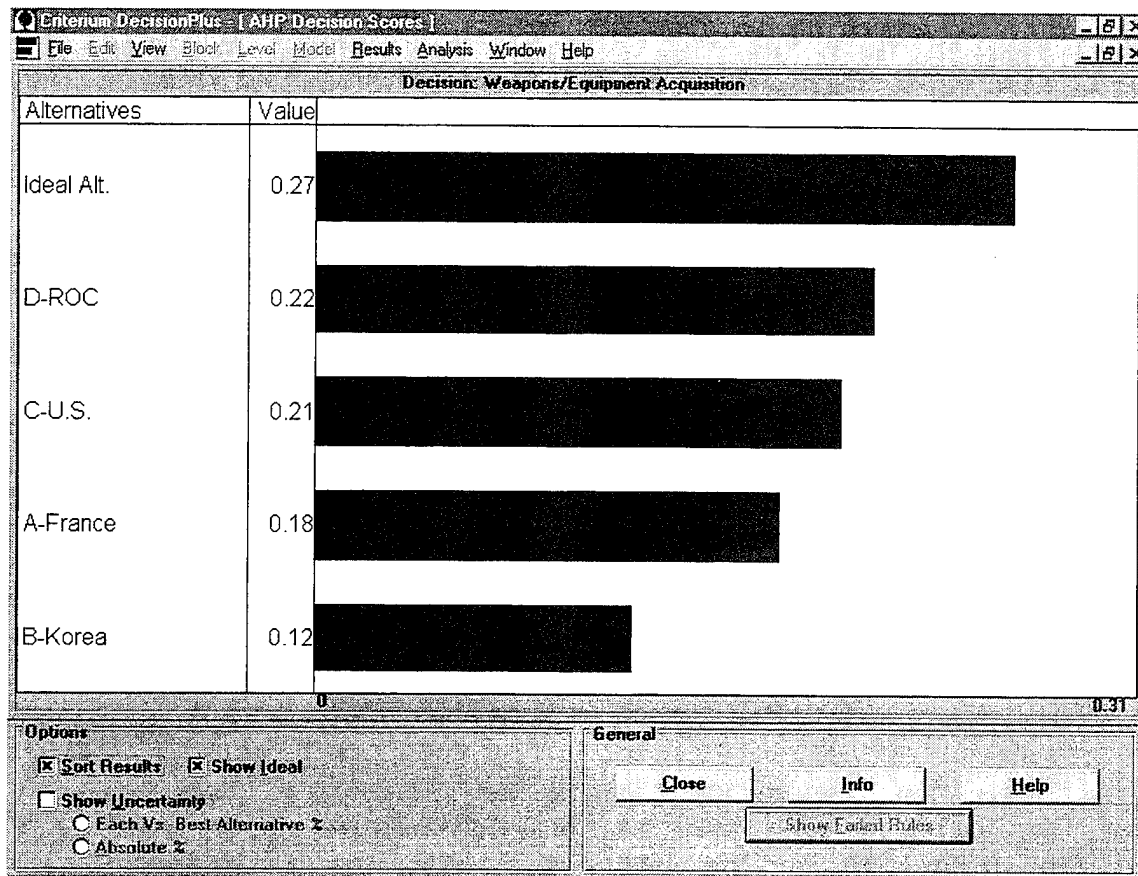 Criterium DecisionPlus - [ AHP Decision Scores ]
File Edit View Block Level Model Results Analysis Window Help
Decision: Weapons/Equipment Acquisition
Alternatives Value
Ideal Alt. 0.27
D-ROC 0.22
C-U.S. 0.21
A-France 0.18
B-Korea 0.12
0 0.31
Options
Sort Results Show Ideal
Show Uncertainty
Each Vs. Best Alternative %
Absolute %
General
Close Info Help
Show Failed Rules